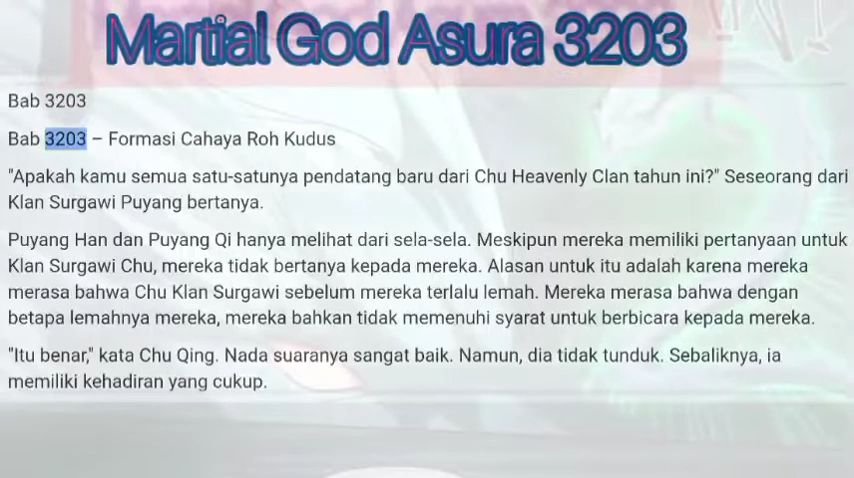 Martial God Asura 3203
Bab 3203
Bab 3203 – Formasi Cahaya Roh Kudus
"Apakah kamu semua satu-satunya pendatang baru dari Chu Heavenly Clan tahun ini?" Seseorang dari
Klan Surgawi Puyang bertanya.
Puyang Han dan Puyang Qi hanya melihat dari sela-sela. Meskipun mereka memiliki pertanyaan untuk
Klan Surgawi Chu, mereka tidak bertanya kepada mereka. Alasan untuk itu adalah karena mereka
merasa bahwa Chu Klan Surgawi sebelum mereka terlalu lemah. Mereka merasa bahwa dengan
betapa lemahnya mereka, mereka bahkan tidak memenuhi syarat untuk berbicara kepada mereka.
"Itu benar," kata Chu Qing. Nada suaranya sangat baik. Namun, dia tidak tunduk. Sebaliknya, ia
memiliki kehadiran yang cukup.